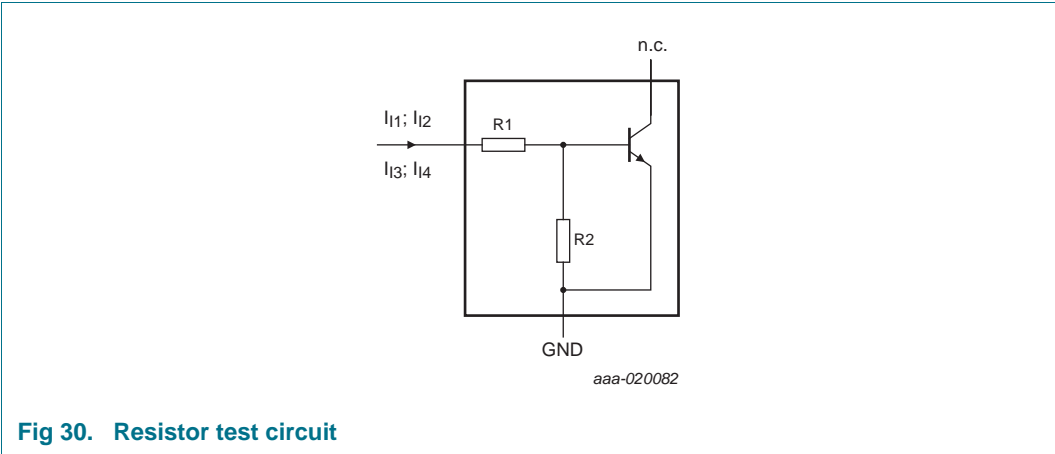 n.c.
I_I1; I_I2
R1
I_I3; I_I4
R2
GND
aaa-020082
Fig 30. Resistor test circuit